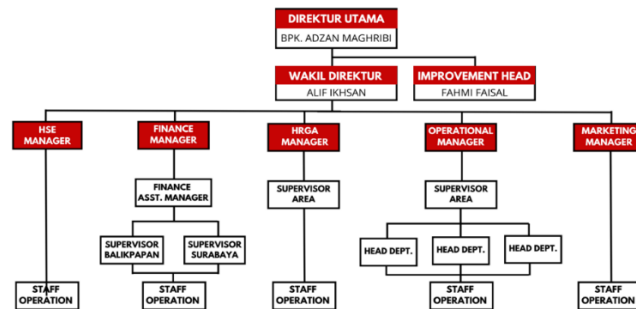 DIREKTUR UTAMA
BPK. ADZAN MAGHRIBI
WAKIL DIREKTUR
ALIF IKHSAN
IMPROVEMENT HEAD
FAHMI FAISAL
HSE
MANAGER
FINANCE
MANAGER
HRGA
MANAGER
OPERATIONAL
MANAGER
MARKETING
MANAGER
FINANCE
ASST. MANAGER
SUPERVISOR
AREA
SUPERVISOR
AREA
SUPERVISOR
BALIKPAPAN
SUPERVISOR
SURABAYA
HEAD DEPT.
HEAD DEPT.
HEAD DEPT.
STAFF
OPERATION
STAFF
OPERATION
STAFF
OPERATION
STAFF
OPERATION
STAFF
OPERATION